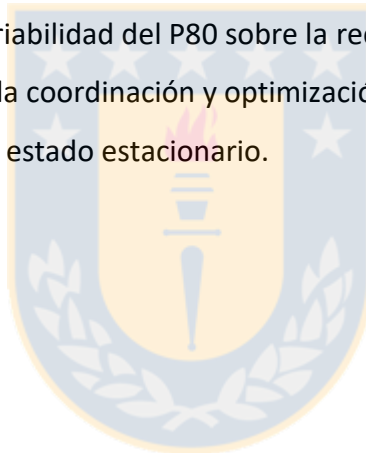 riabilidad del P80 sobre la re
la coordinación y optimizació
estado estacionario.